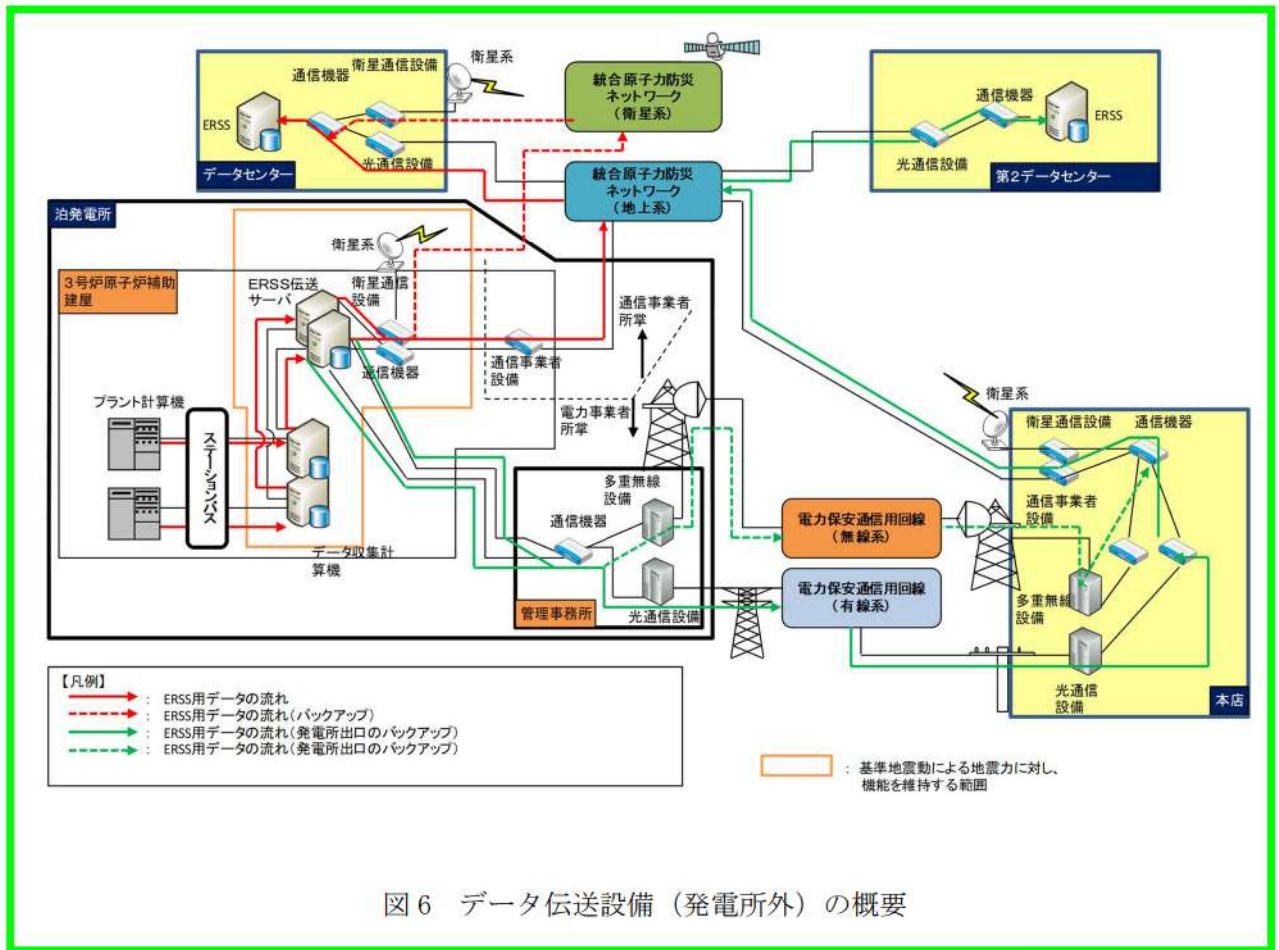 衛星系
衛星通信設備
通信機器
ERSS
光通信設備
データセンター
統合原子力防災
ネットワーク
(衛星系)
統合原子力防災
ネットワーク
(地上系)
通信機器
ERSS
光通信設備
第2データセンター
泊発電所
3号炉原子炉補助
建屋
衛星系
ERSS伝送
サーバ
衛星通信
設備
通信機器
通信事業者
設備
通信事業者
所掌
電力事業者
所掌
プラント計算機
ステーションバス
データ収集計
算機
多重無線
設備
通信機器
光通信設備
管理事務所
電力保安通信用回線
(無線系)
電力保安通信用回線
(有線系)
衛星系
衛星通信設備
通信機器
通信事業者
設備
多重無線
設備
光通信
設備
本店
【凡例】
: ERSS用データの流れ
: ERSS用データの流れ(バックアップ)
: ERSS用データの流れ(発電所出口のバックアップ)
: ERSS用データの流れ(発電所出口のバックアップ)
: 基準地震動による地震力に対し、
機能を維持する範囲
図6 データ伝送設備(発電所外)の概要